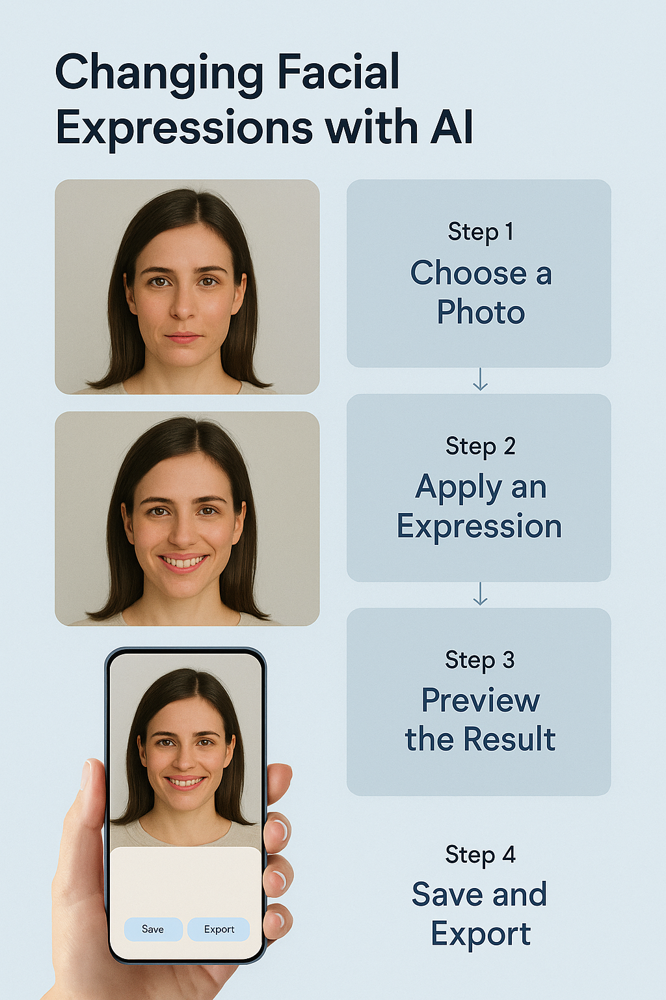 Changing Facial
Expressions with AI
Step 1
Choose a
Photo
Step 2
Apply an
Expression
Step 3
Preview
the Result
Step 4
Save and
Export
Save
Export